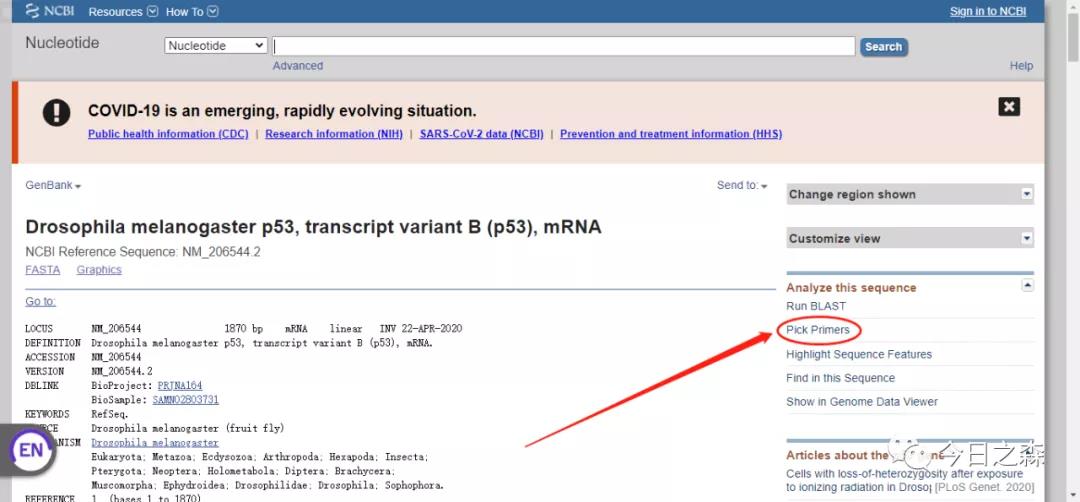 NCBI Resources How To Sign in to NCBI
Nucleotide Nucleotide Search
Advanced Help
COVID-19 is an emerging, rapidly evolving situation.
Public health information (CDC) | Research information (NIH) | SARS-CoV-2 data (NCBI) | Prevention and treatment information (HHS)
GenBank Send to:
Drosophila melanogaster p53, transcript variant B (p53), mRNA
NCBI Reference Sequence: NM_206544.2
FASTA Graphics
Go to:
LOCUS NM_206544 1870 bp mRNA linear INV 22-APR-2020
DEFINITION Drosophila melanogaster p53, transcript variant B (p53), mRNA.
ACCESSION NM_206544
VERSION NM_206544.2
DBLINK BioProject: PRJNA164
BioSample: SAMN02803731
KEYWORDS RefSeq.
RCE Drosophila melanogaster (fruit fly)
ANISM Drosophila melanogaster
Eukaryota; Metazoa; Ecdysozoa; Arthropoda; Hexapoda; Insecta;
Pterygota; Neoptera; Holometabola; Diptera; Brachycera;
Muscomorpha; Ephydroidea; Drosophilidae; Drosophila; Sophophora.
REFERENCE 1 (bases 1 to 1870)
EN
Change region shown
Customize view
Analyze this sequence
Run BLAST
Pick Primers
Highlight Sequence Features
Find in this Sequence
Show in Genome Data Viewer
Articles about the
Cells with loss-of-heterozygosity after exposure
to ionizing radiation in Drosop [PLoS Genet. 2020]
今日之森